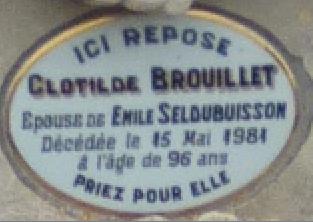 ICI REPOSE
CLOTILDE BROUILLET
Epouse de EMILE SELDUBUISSON
Décédée le 15 Mai 1981
à l'âge de 96 ans
PRIEZ POUR ELLE